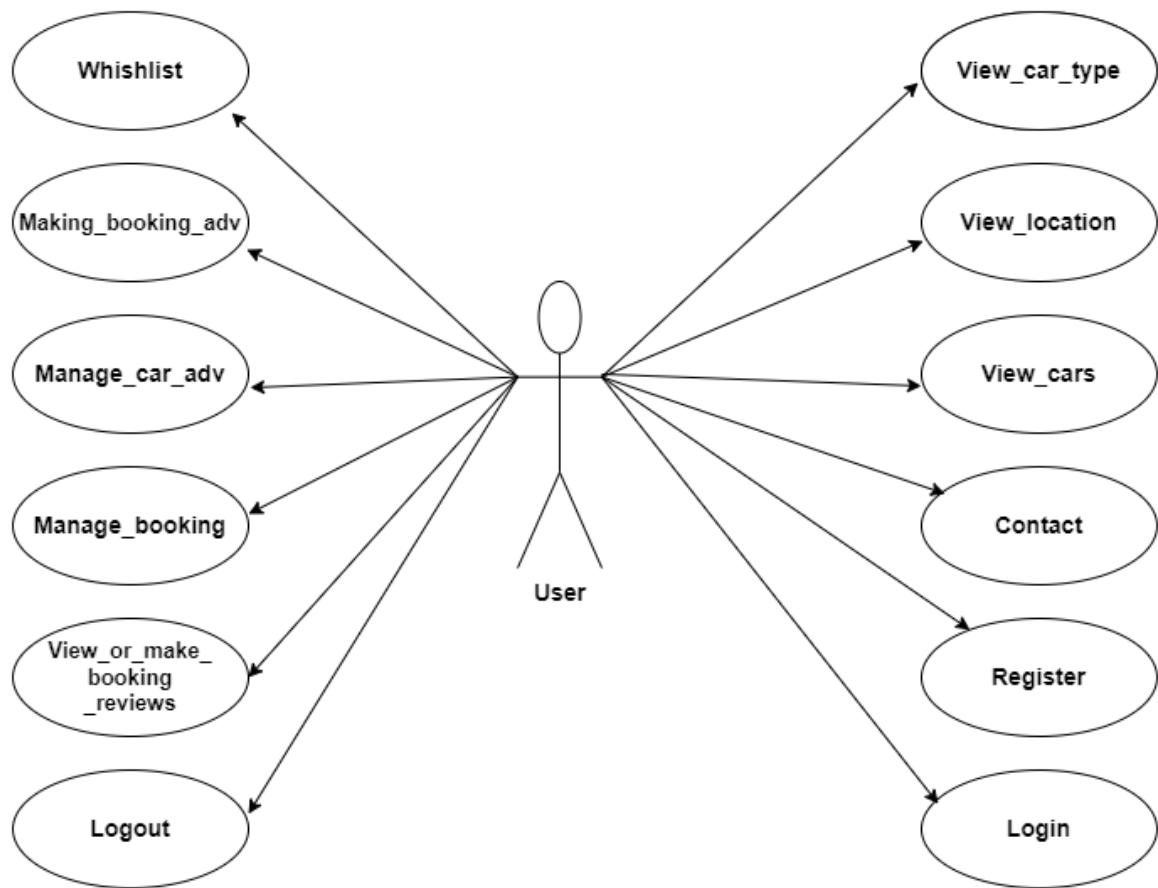 Whishlist
Making_booking_adv
Manage_car_adv
Manage_booking
View_or_make_
booking
_reviews
Logout
User
View_car_type
View_location
View_cars
Contact
Register
Login